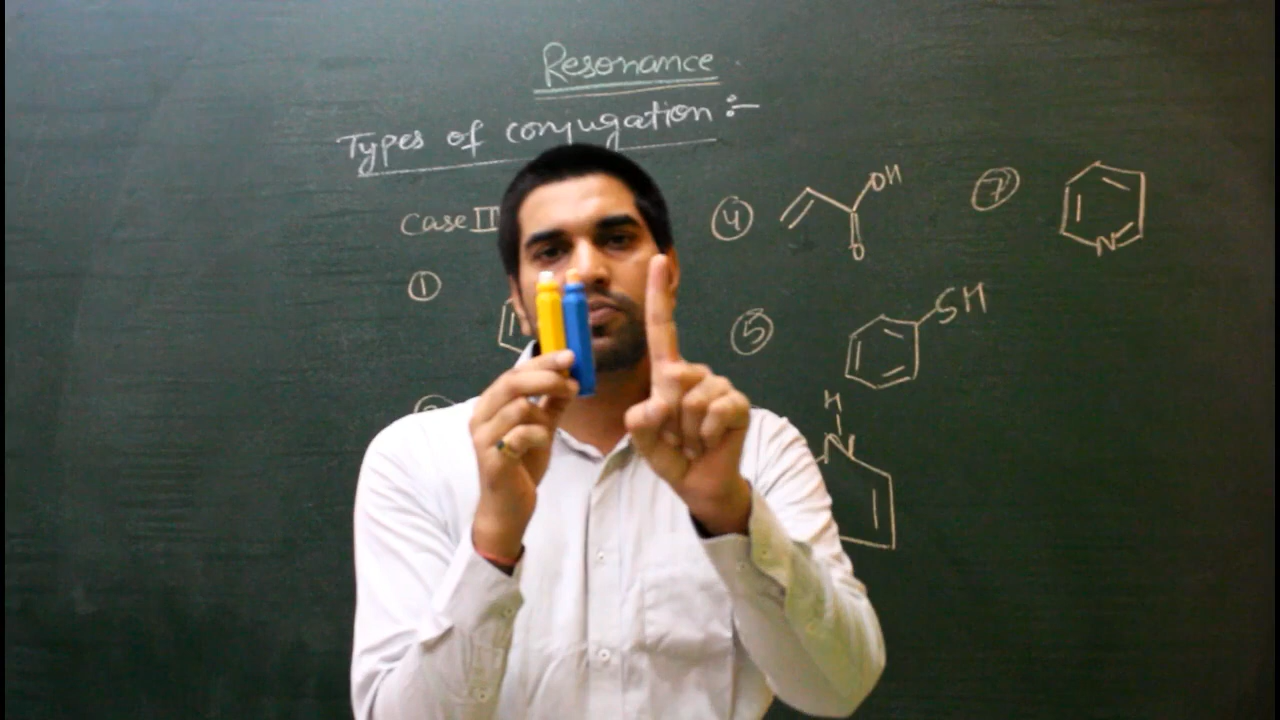 Resonance
Types of conjugation :-
Case II
1
4
OH
O
7
N
5
SH
H
N